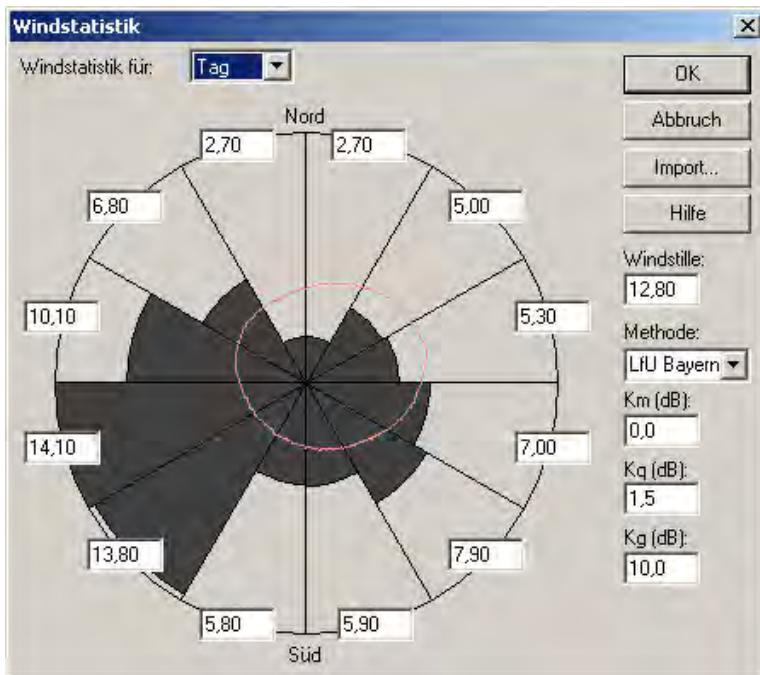 Windstatistik
Windstatistik für:
Tag
OK
Abbruch
Import...
Hilfe
Nord
2,70
2,70
6,80
5,00
10,10
5,30
14,10
7,00
13,80
7,90
5,80
5,90
Süd
Windstille:
12,80
Methode:
LfU Bayern
Km (dB):
0,0
Kq (dB):
1,5
Kg (dB):
10,0